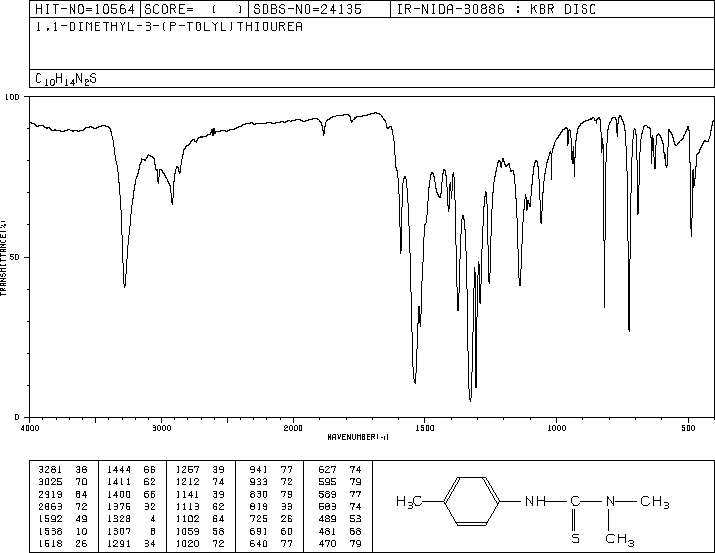 HIT-NO=10564 SCORE= ( ) SDBS-NO=24135 IR-NIDA-30886 : KBR DISC
1,1-DIMETHYL-3-(P-TOLYL)THIOUREA
C10H14N2S
100
50
0
TRANSMITTANCE(%)
4000 3000 2000 1500 1000 500
WAVENUMBER(-1)
3281 38 1444 66 1257 39 941 77 627 74
3025 70 1411 62 1212 74 933 72 595 79
2919 64 1400 66 1141 39 830 79 589 77
2863 72 1376 32 1113 62 819 33 583 74
1592 49 1328 4 1102 64 725 26 489 53
1538 10 1307 8 1059 58 691 60 481 68
1518 26 1291 34 1020 72 640 77 470 79
H3C NH C N CH3
S CH3